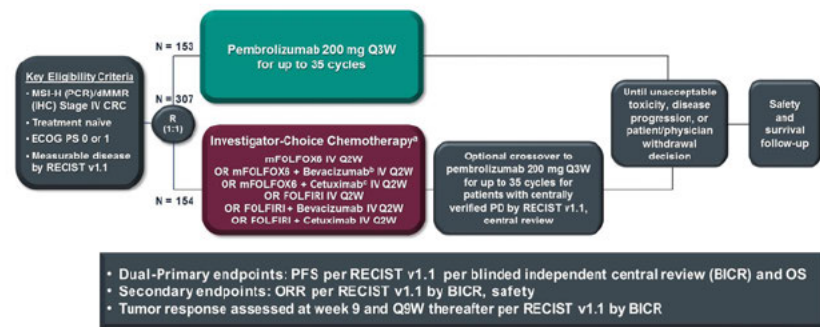 N = 153
Pembrolizumab 200 mg Q3W
for up to 35 cycles
Key Eligibility Criteria
• MSI-H (PCR)/dMMR
(IHC) Stage IV CRC
• Treatment naïve
• ECOG PS 0 or 1
• Measurable disease
by RECIST v1.1
N = 307
R
(1:1)
N = 154
Investigator-Choice Chemotherapyᵃ
mFOLFOX6 IV Q2W
OR mFOLFOX6 + Bevacizumabᵇ IV Q2W
OR mFOLFOX6 + Cetuximabᶜ IV Q2W
OR FOLFIRI IV Q2W
OR FOLFIRI + Bevacizumab IV Q2W
OR FOLFIRI + Cetuximab IV Q2W
Optional crossover to
pembrolizumab 200 mg Q3W
for up to 35 cycles for
patients with centrally
verified PD by RECIST v1.1,
central review
Until unacceptable
toxicity, disease
progression, or
patient/physician
withdrawal
decision
Safety
and
survival
follow-up
• Dual-Primary endpoints: PFS per RECIST v1.1 per blinded independent central review (BICR) and OS
• Secondary endpoints: ORR per RECIST v1.1 by BICR, safety
• Tumor response assessed at week 9 and Q9W thereafter per RECIST v1.1 by BICR